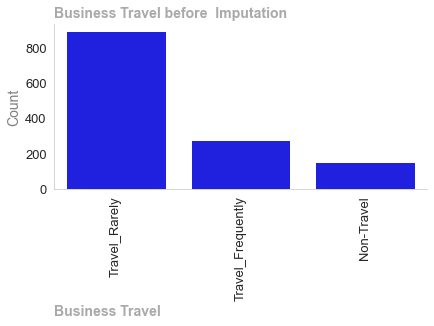 Business Travel before  Imputation
Count
800
600
400
200
0
Travel_Rarely
Travel_Frequently
Non-Travel
Business Travel